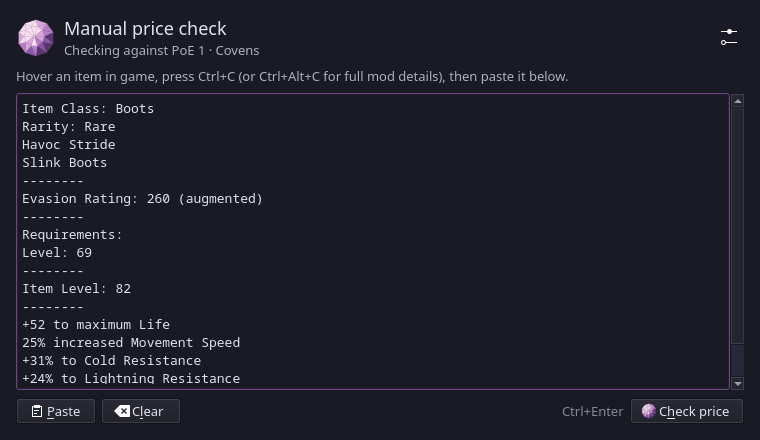 Manual price check
Checking against PoE 1 · Covens
Hover an item in game, press Ctrl+C (or Ctrl+Alt+C for full mod details), then paste it below.
Item Class: Boots
Rarity: Rare
Havoc Stride
Slink Boots
--------
Evasion Rating: 260 (augmented)
--------
Requirements:
Level: 69
--------
Item Level: 82
--------
+52 to maximum Life
25% increased Movement Speed
+31% to Cold Resistance
+24% to Lightning Resistance
Paste Clear Ctrl+Enter Check price